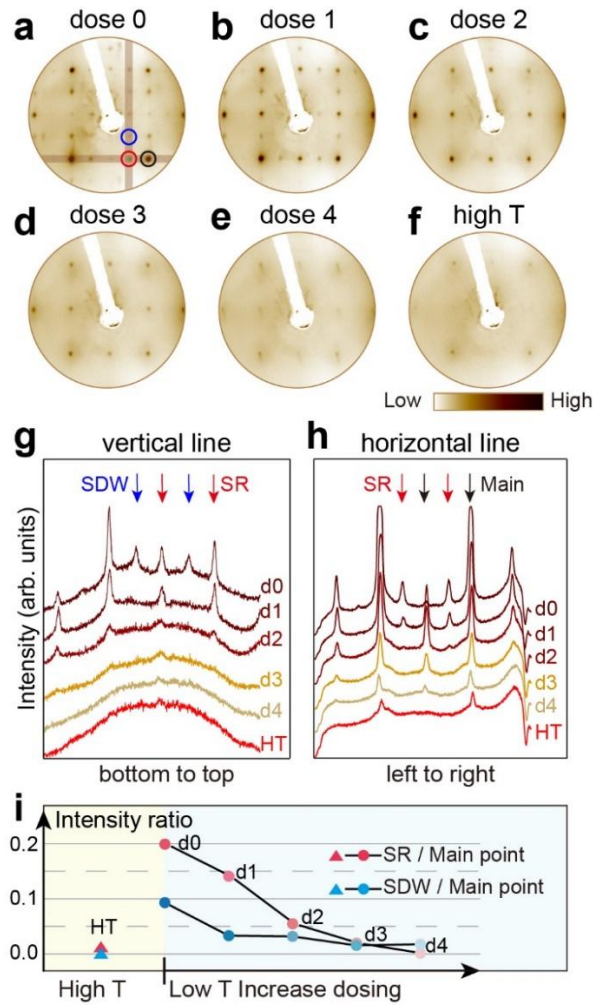 a dose 0
b dose 1
c dose 2
d dose 3
e dose 4
f high T
Low High
g vertical line
h horizontal line
SDW SR
SR Main
Intensity (arb. units)
d0
d1
d2
d3
d4
HT
d0
d1
d2
d3
d4
HT
bottom to top
left to right
i Intensity ratio
0.2
0.1
0.0
d0
d1
d2
d3
d4
HT
SR / Main point
SDW / Main point
High T
Low T Increase dosing